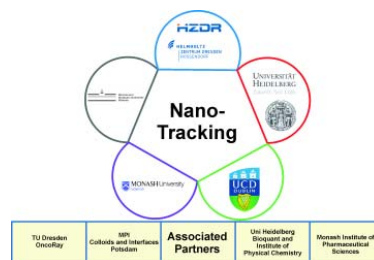 HZDR
HELMHOLTZ
ZENTRUM DRESDEN
ROSSENDORF
UNIVERSITÄT
HEIDELBERG
Nano-
Tracking
MONASH University
UCD
DUBLIN
TU Dresden
OncoRay
MPI
Colloids and Interfaces
Potsdam
Associated
Partners
Uni Heidelberg
Bioquant and
Institute of
Physical Chemistry
Monash Institute of
Pharmaceutical
Sciences